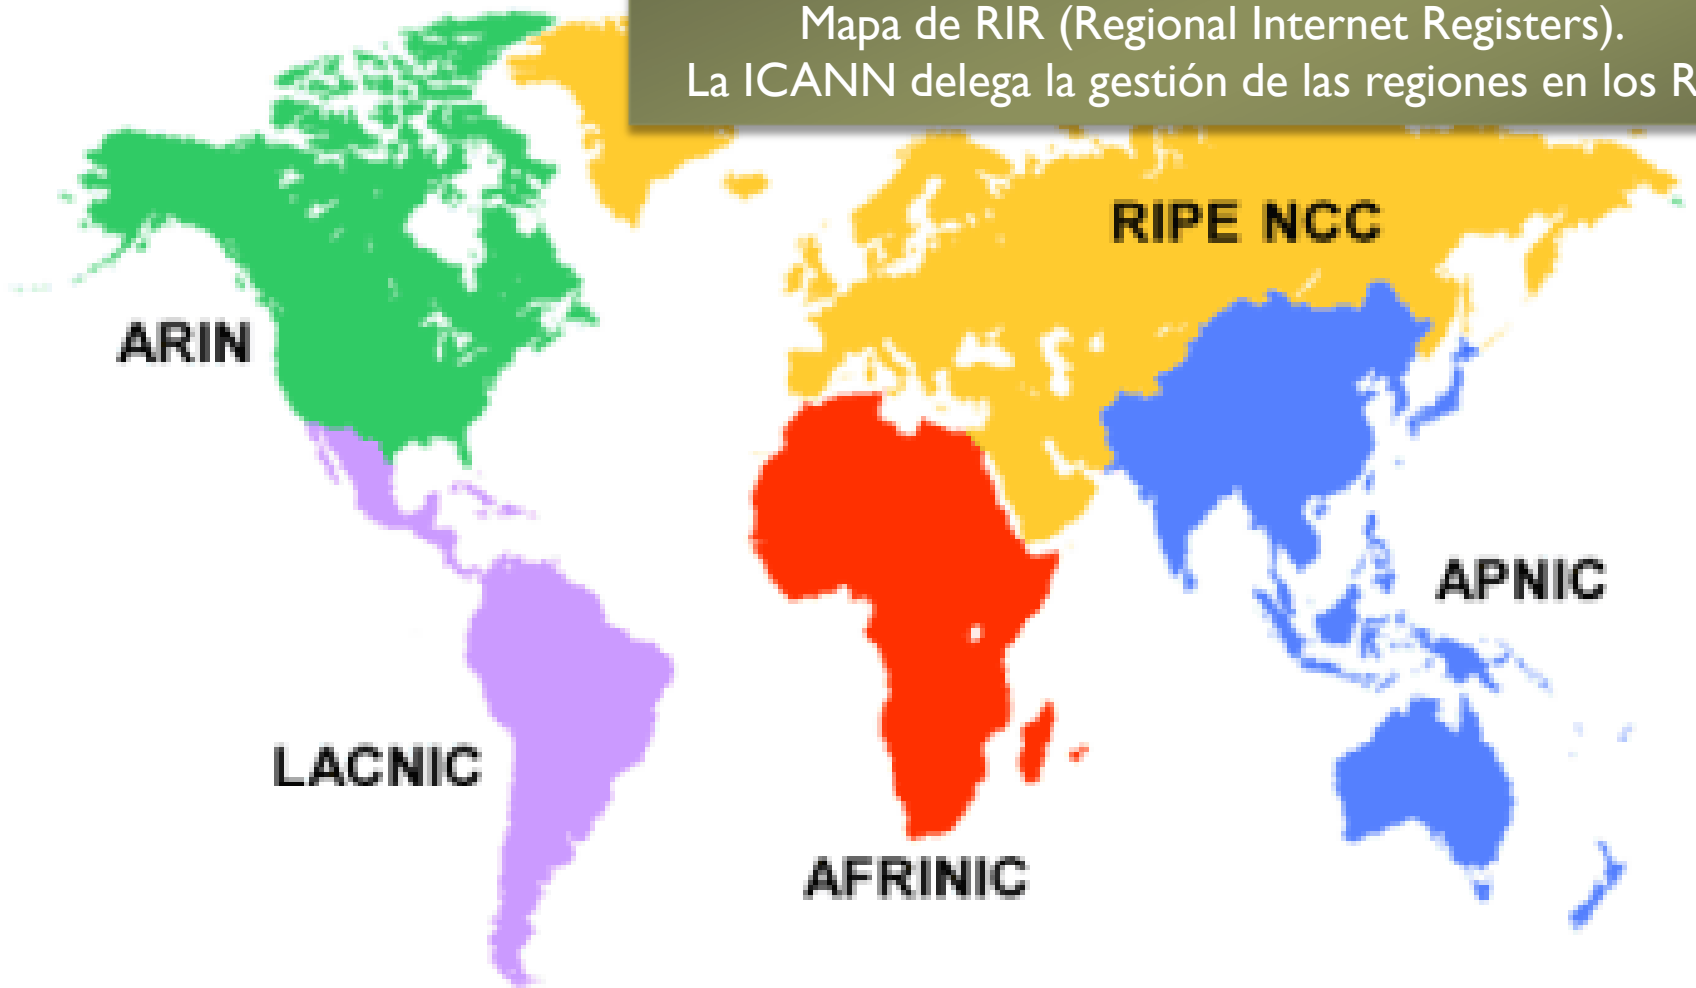 Mapa de RIR (Regional Internet Registers).
La ICANN delega la gestión de las regiones en los R
RIPE NCC
ARIN
APNIC
LACNIC
AFRINIC